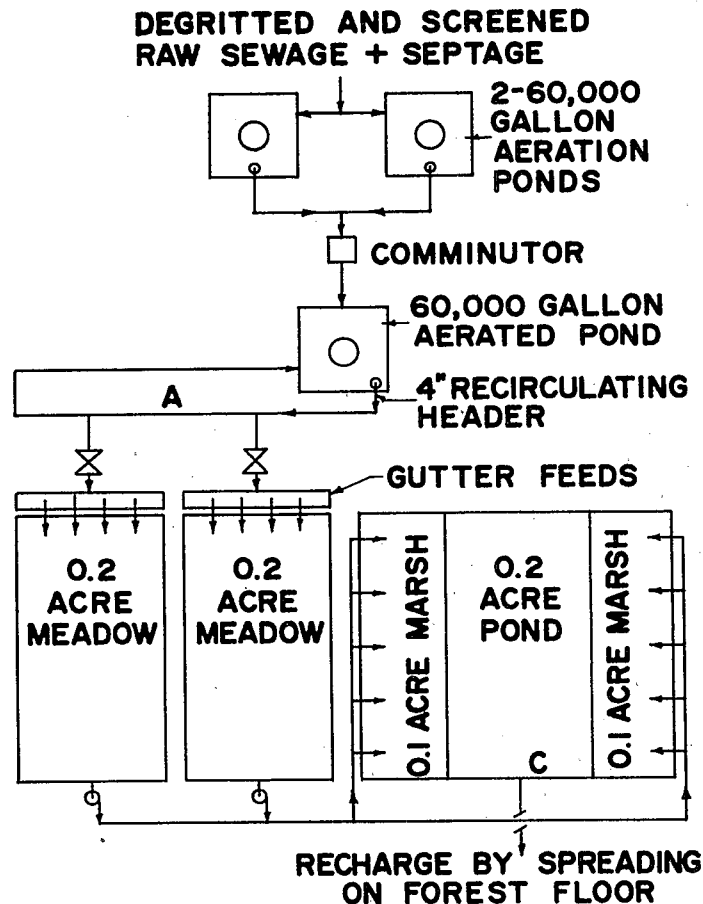 DEGRITTED AND SCREENED
RAW SEWAGE + SEPTAGE
2-60,000
GALLON
AERATION
PONDS
COMMINUTOR
60,000 GALLON
AERATED POND
A
4" RECIRCULATING
HEADER
GUTTER FEEDS
0.2
ACRE
MEADOW
0.2
ACRE
MEADOW
0.1 ACRE MARSH
0.2
ACRE
POND
C
0.1 ACRE MARSH
RECHARGE BY SPREADING
ON FOREST FLOOR